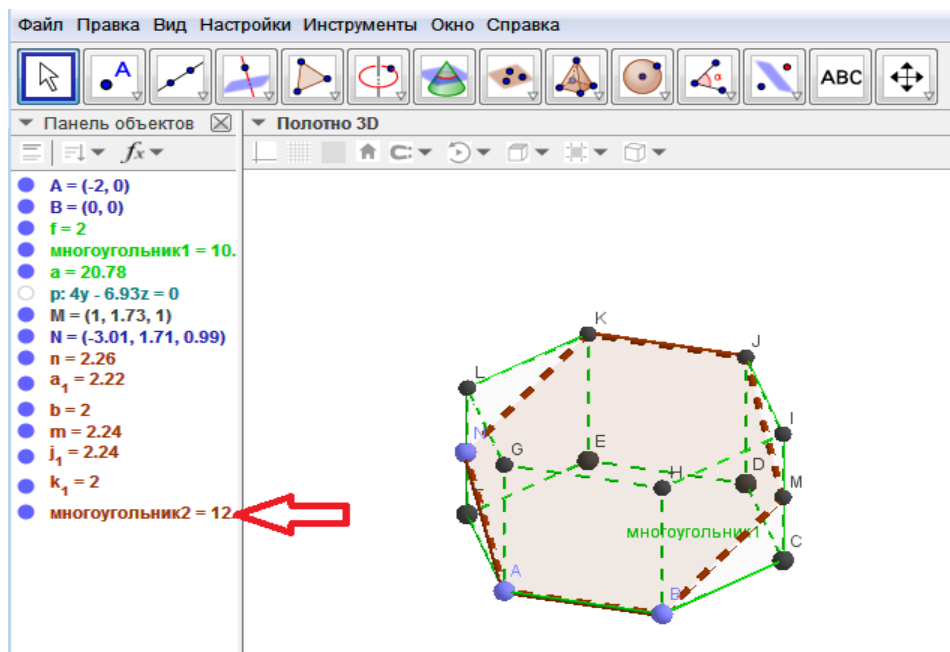 Файл Правка Вид Настройки Инструменты Окно Справка
A
α
ABC
Панель объектов
Полотно 3D
fx
A = (-2, 0)
B = (0, 0)
f = 2
многоугольник1 = 10.
a = 20.78
p: 4y - 6.93z = 0
M = (1, 1.73, 1)
N = (-3.01, 1.71, 0.99)
n = 2.26
a₁ = 2.22
b = 2
m = 2.24
j₁ = 2.24
k₁ = 2
многоугольник2 = 12.
K
J
L
I
N
G
E
H
D
M
F
многоугольник1
C
A
B